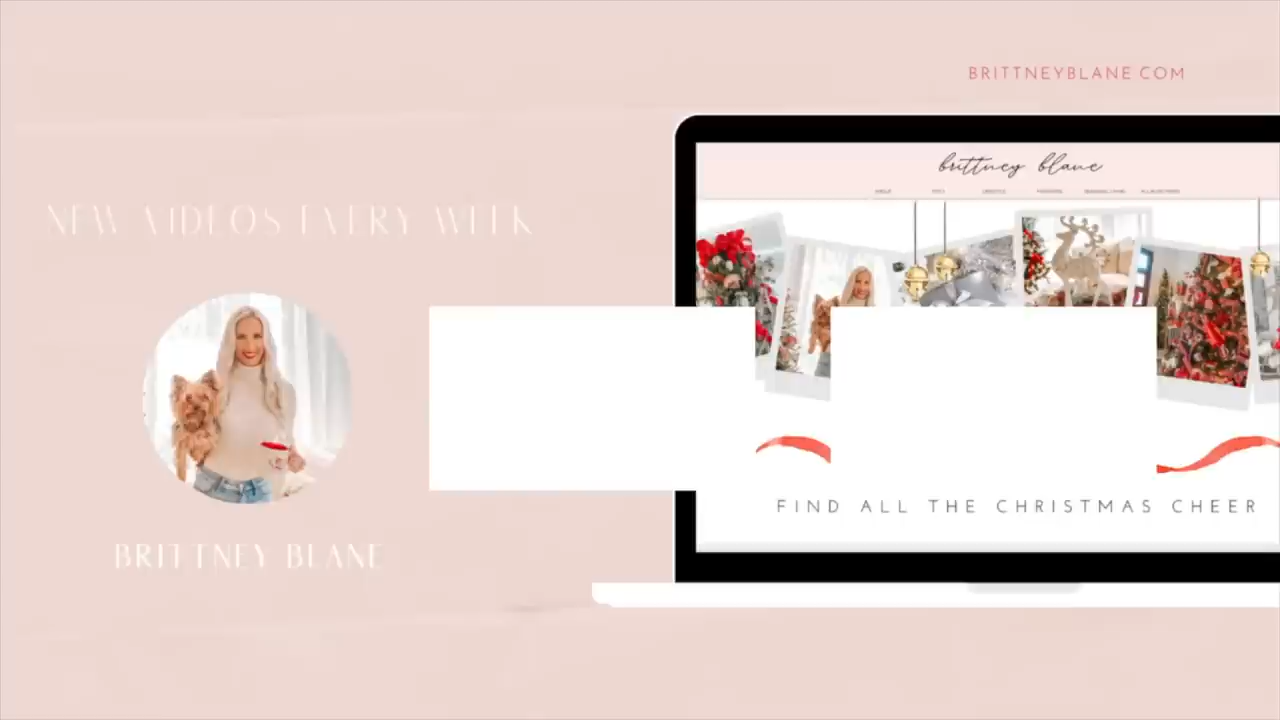 BRITTNEYBLANE.COM
brittney blane
NEW VIDEOS EVERY WEEK
FIND ALL THE CHRISTMAS CHEER
BRITTNEY BLANE